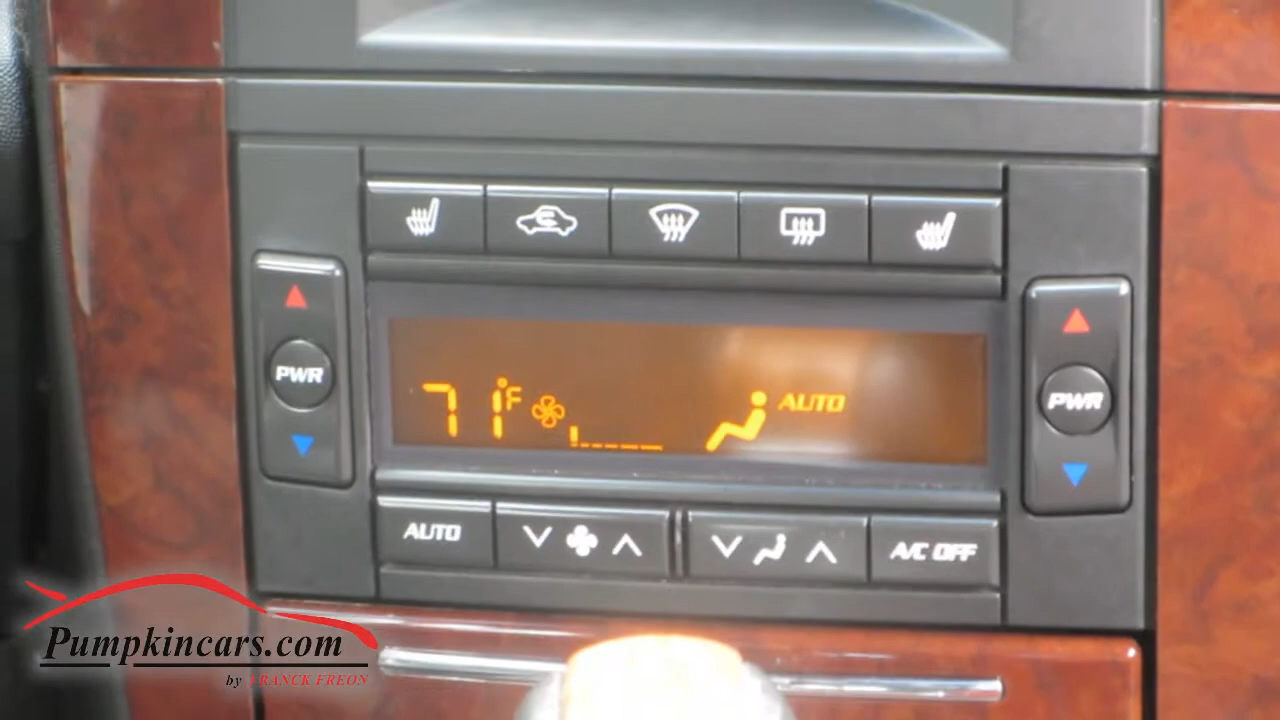 PWR
71°F AUTO
PWR
AUTO
A/C OFF
Pumpkincars.com
by FRANCK FREON